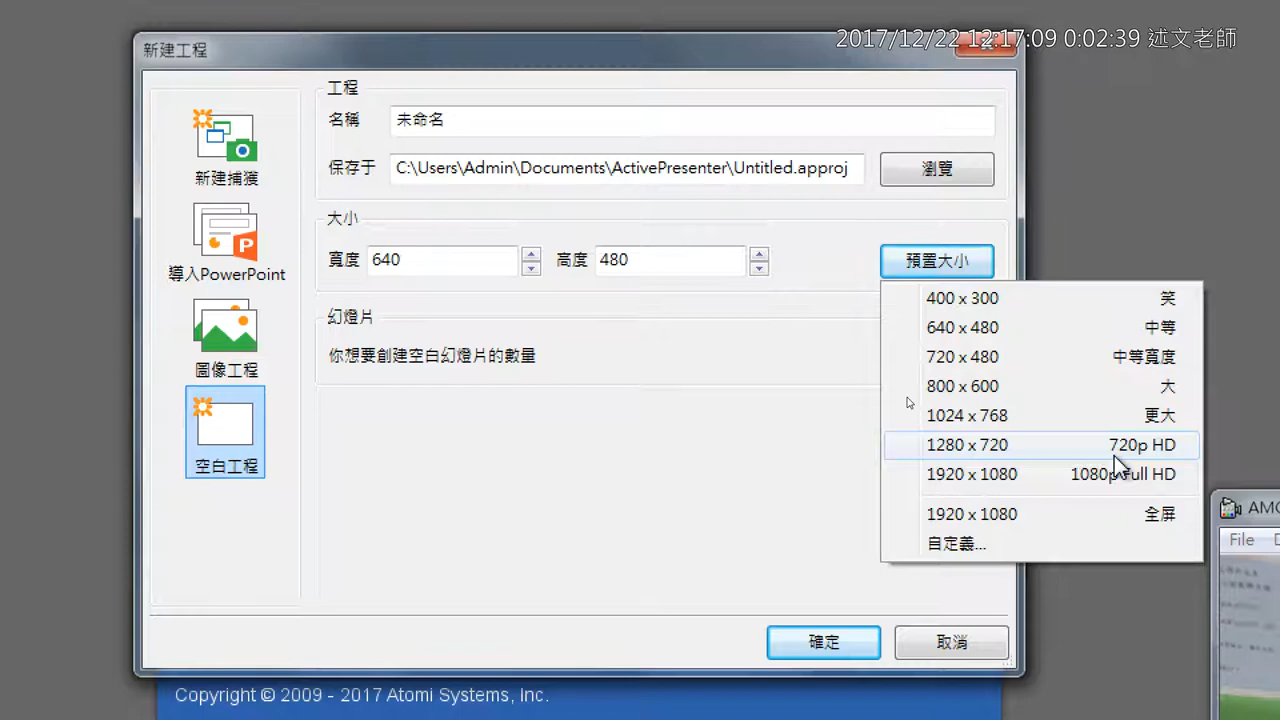 2017/12/22 12:17:09 0:02:39 述文老師
新建工程
新建捕獲
導入PowerPoint
圖像工程
空白工程
工程
名稱 未命名
保存于 C:\Users\Admin\Documents\ActivePresenter\Untitled.approj 瀏覽
大小
寬度 640 高度 480 預置大小
400 x 300 笑
640 x 480 中等
720 x 480 中等寬度
800 x 600 大
1024 x 768 更大
1280 x 720 720p HD
1920 x 1080 1080p Full HD
1920 x 1080 全屏
自定義...
幻燈片
你想要創建空白幻燈片的數量
確定 取消
File
Copyright © 2009 - 2017 Atomi Systems, Inc.